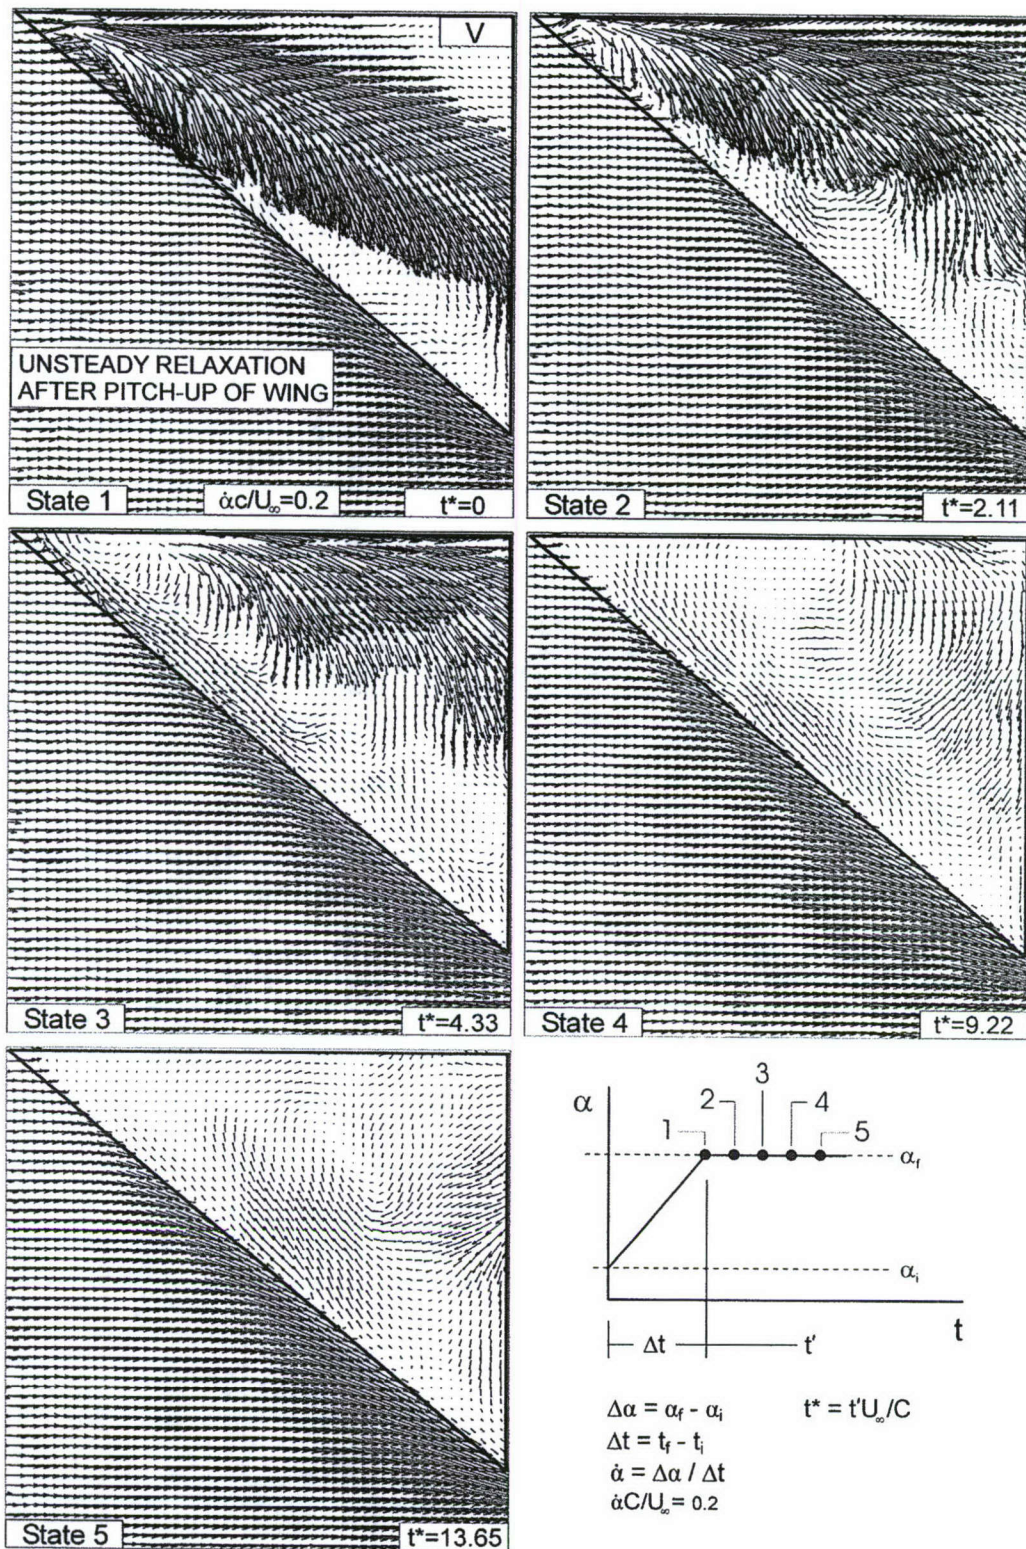 V
UNSTEADY RELAXATION
AFTER PITCH-UP OF WING
State 1
α̇c/U∞=0.2
t*=0
State 2
t*=2.11
State 3
t*=4.33
State 4
t*=9.22
State 5
t*=13.65
α
1
2
3
4
5
αf
αi
t
Δt
t'
Δα = αf - αi
t* = t'U∞/C
Δt = tf - ti
α̇ = Δα / Δt
α̇C/U∞ = 0.2